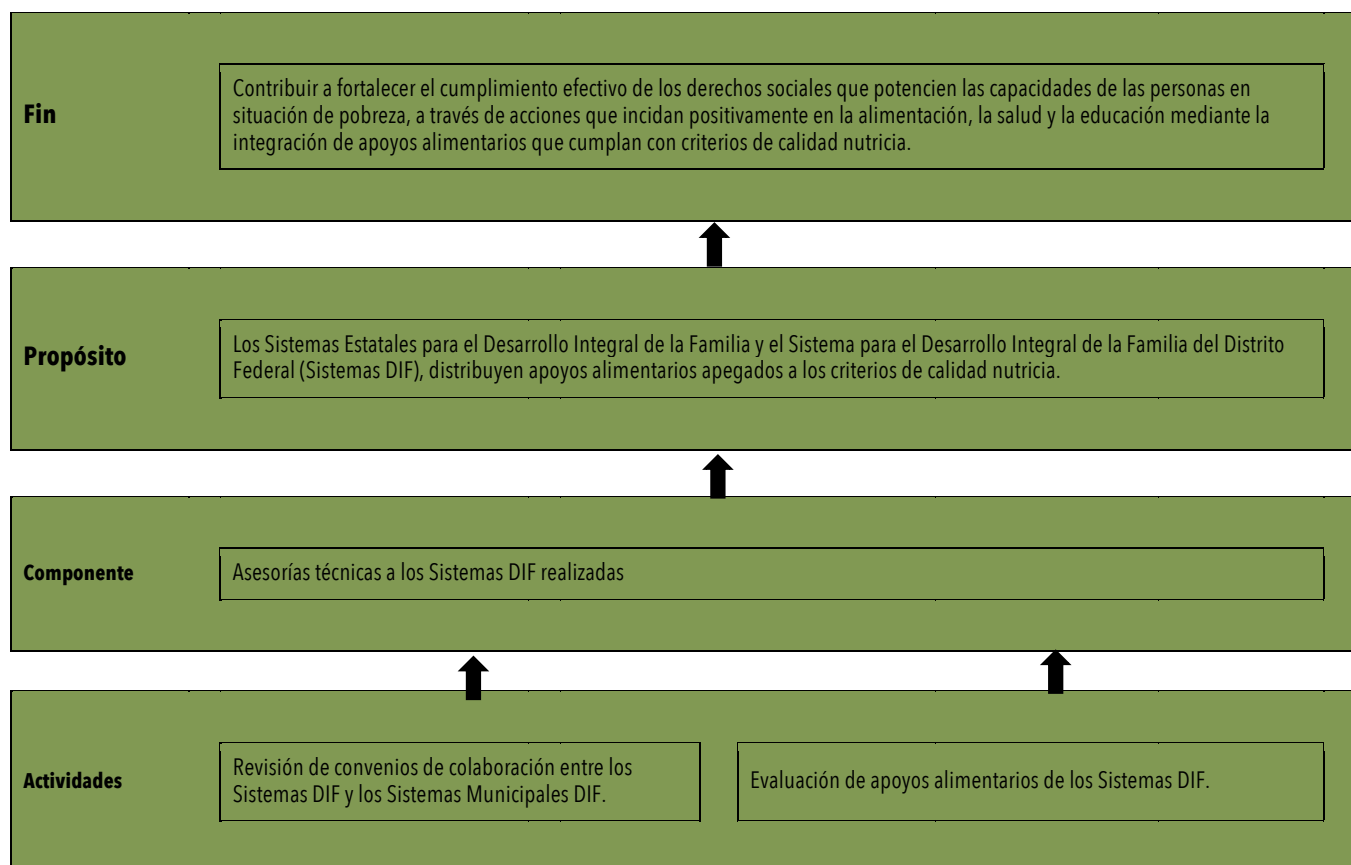 Fin
Contribuir a fortalecer el cumplimiento efectivo de los derechos sociales que potencien las capacidades de las personas en
situación de pobreza, a través de acciones que incidan positivamente en la alimentación, la salud y la educación mediante la
integración de apoyos alimentarios que cumplan con criterios de calidad nutricia.
Propósito
Los Sistemas Estatales para el Desarrollo Integral de la Familia y el Sistema para el Desarrollo Integral de la Familia del Distrito
Federal (Sistemas DIF), distribuyen apoyos alimentarios apegados a los criterios de calidad nutricia.
Componente
Asesorías técnicas a los Sistemas DIF realizadas
Actividades
Revisión de convenios de colaboración entre los
Sistemas DIF y los Sistemas Municipales DIF.
Evaluación de apoyos alimentarios de los Sistemas DIF.